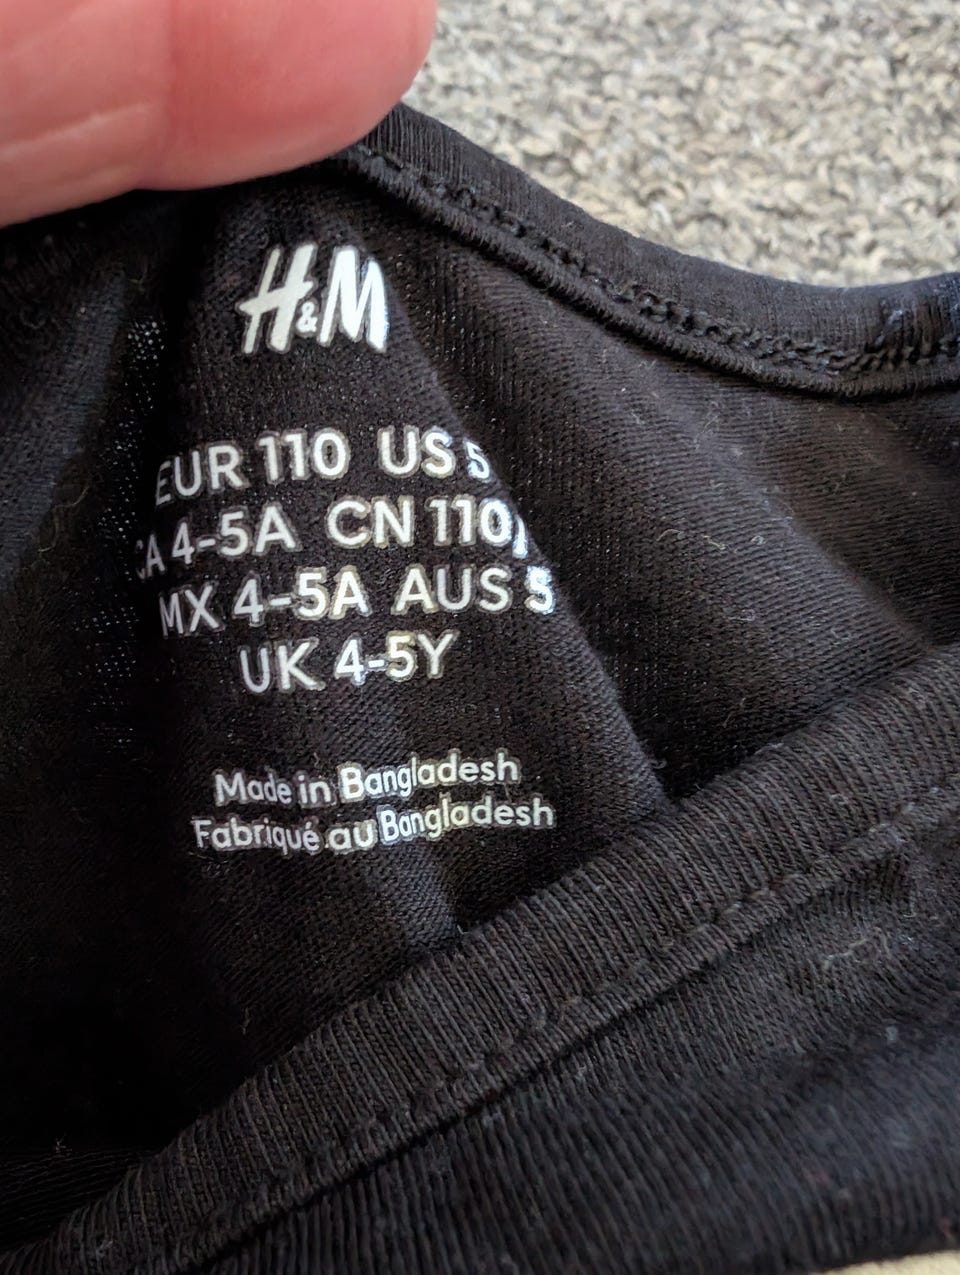 H&M
EUR 110 US 5
CA 4-5A CN 110
MX 4-5A AUS 5
UK 4-5Y
Made in Bangladesh
Fabriqué au Bangladesh